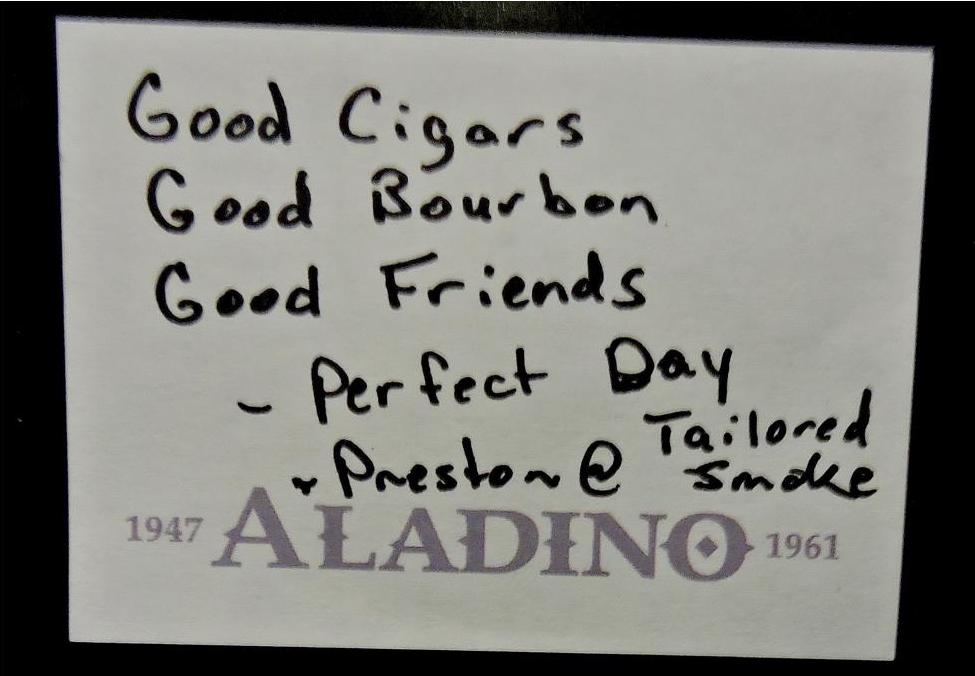 Good Cigars
Good Bourbon
Good Friends
- Perfect Day
~ Preston @ Tailored Smoke
1947 ALADINO 1961